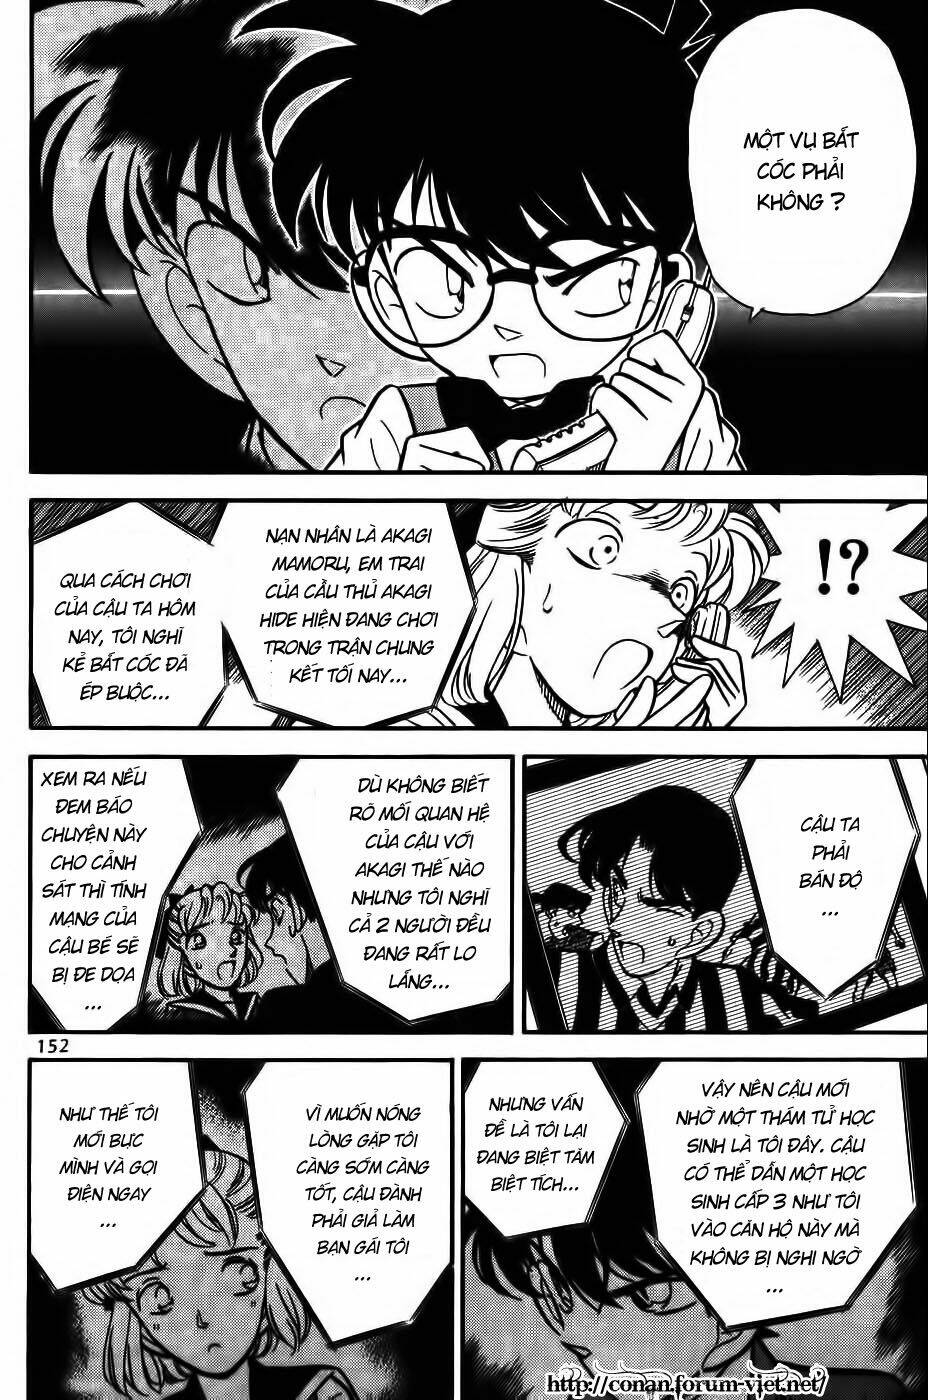 MỘT VỤ BẮT
CÓC PHẢI
KHÔNG ?
!?
NẠN NHÂN LÀ AKAGI
MAMORU, EM TRAI
CỦA CẦU THỦ AKAGI
HIDE HIỆN ĐANG CHƠI
TRONG TRẬN CHUNG
KẾT TỐI NAY...
QUA CÁCH CHƠI
CỦA CẬU TA HÔM
NAY, TÔI NGHĨ
KẺ BẮT CÓC ĐÃ
ÉP BUỘC...
CẬU TA
PHẢI
BÁN ĐỘ
...
DÙ KHÔNG BIẾT
RÕ MỐI QUAN HỆ
CỦA CẬU VỚI
AKAGI THẾ NÀO
NHƯNG TÔI NGHĨ
CẢ 2 NGƯỜI ĐỀU
ĐANG RẤT LO
LẮNG...
XEM RA NẾU
ĐEM BÁO
CHUYỆN NÀY
CHO CẢNH
SÁT THÌ TÍNH
MẠNG CỦA
CẬU BÉ SẼ
BỊ ĐE DỌA
...
152
VẬY NÊN CẬU MỚI
NHỜ MỘT THÁM TỬ HỌC
SINH LÀ TÔI ĐÂY. CẬU
CÓ THỂ DẪN MỘT HỌC
SINH CẤP 3 NHƯ TÔI
VÀO CĂN HỘ NÀY MÀ
KHÔNG BỊ NGHI NGỜ
...
NHƯNG VẤN
ĐỀ LÀ TÔI LẠI
ĐANG BIỆT TĂM
BIỆT TÍCH...
VÌ MUỐN NÓNG
LÒNG GẶP TÔI
CÀNG SỚM CÀNG
TỐT, CẬU ĐÀNH
PHẢI GIẢ LÀM
BẠN GÁI TÔI
...
NHƯ THẾ TÔI
MỚI BỰC
MÌNH VÀ GỌI
ĐIỆN NGAY
...
http://conan.forum-viet.net/